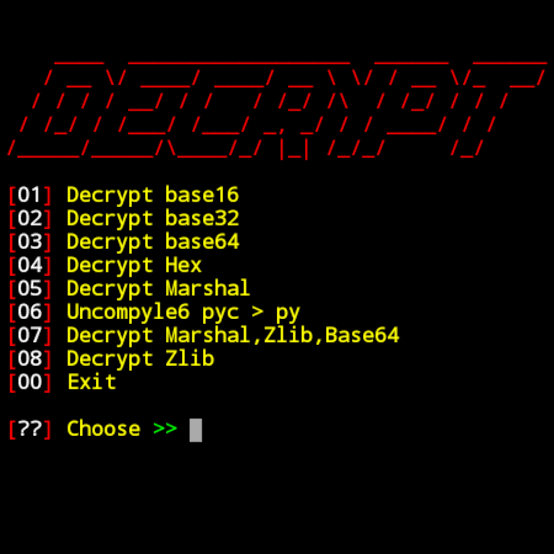 DECRYPT
[01] Decrypt base16
[02] Decrypt base32
[03] Decrypt base64
[04] Decrypt Hex
[05] Decrypt Marshal
[06] Uncompyle6 pyc > py
[07] Decrypt Marshal,Zlib,Base64
[08] Decrypt Zlib
[00] Exit
[??] Choose >>